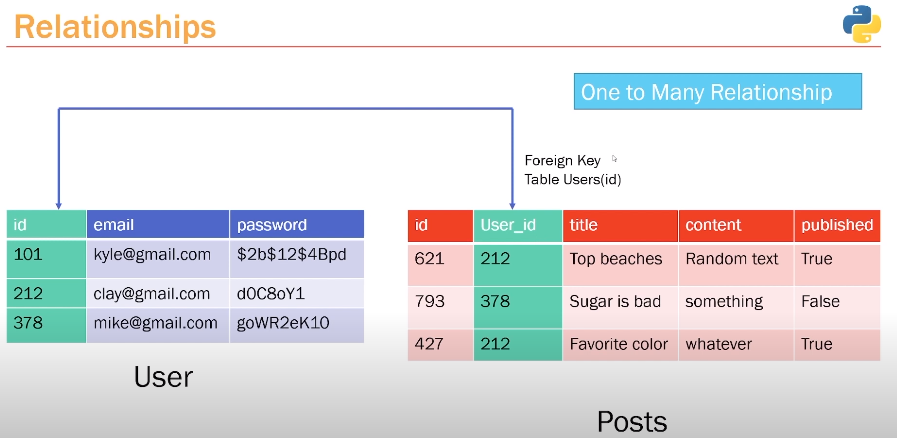 Relationships
One to Many Relationship
Foreign Key
Table Users(id)
id email password
101 kyle@gmail.com $2b$12$4Bpd
212 clay@gmail.com d0C8oY1
378 mike@gmail.com goWR2eK10
User
id User_id title content published
621 212 Top beaches Random text True
793 378 Sugar is bad something False
427 212 Favorite color whatever True
Posts